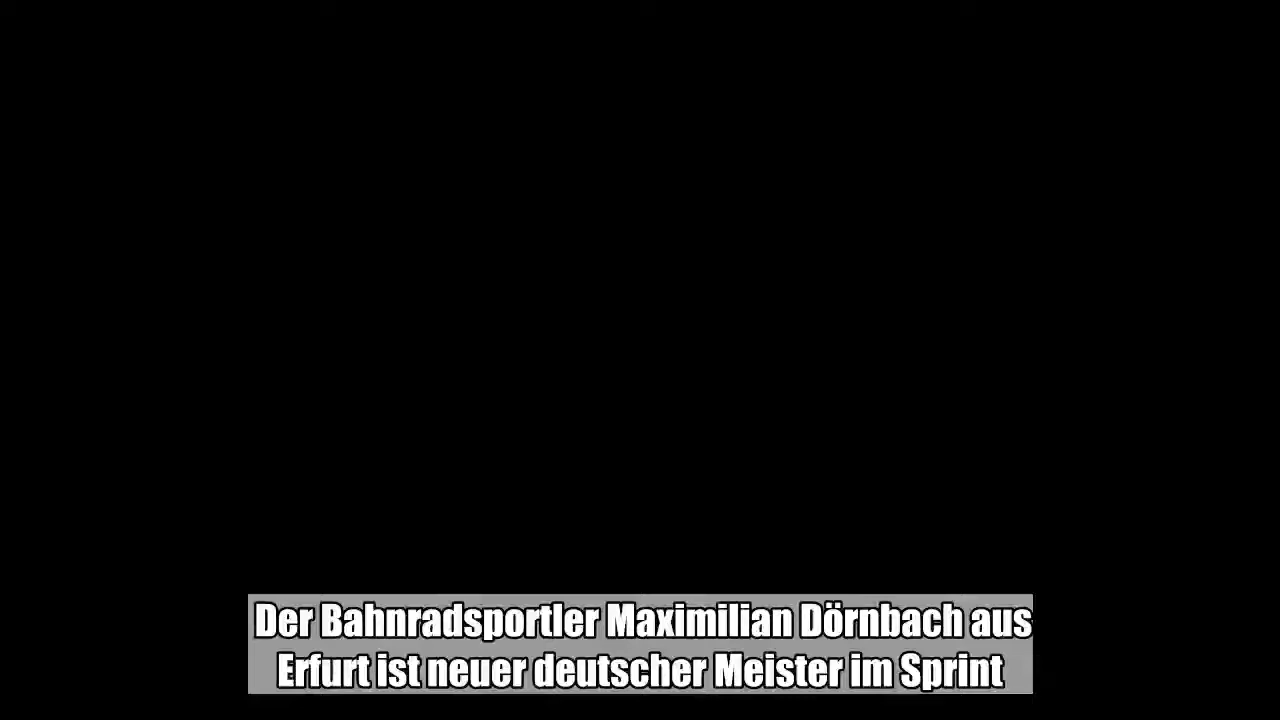 Der Bahnradsportler Maximilian Dörnbach aus
Erfurt ist neuer deutscher Meister im Sprint